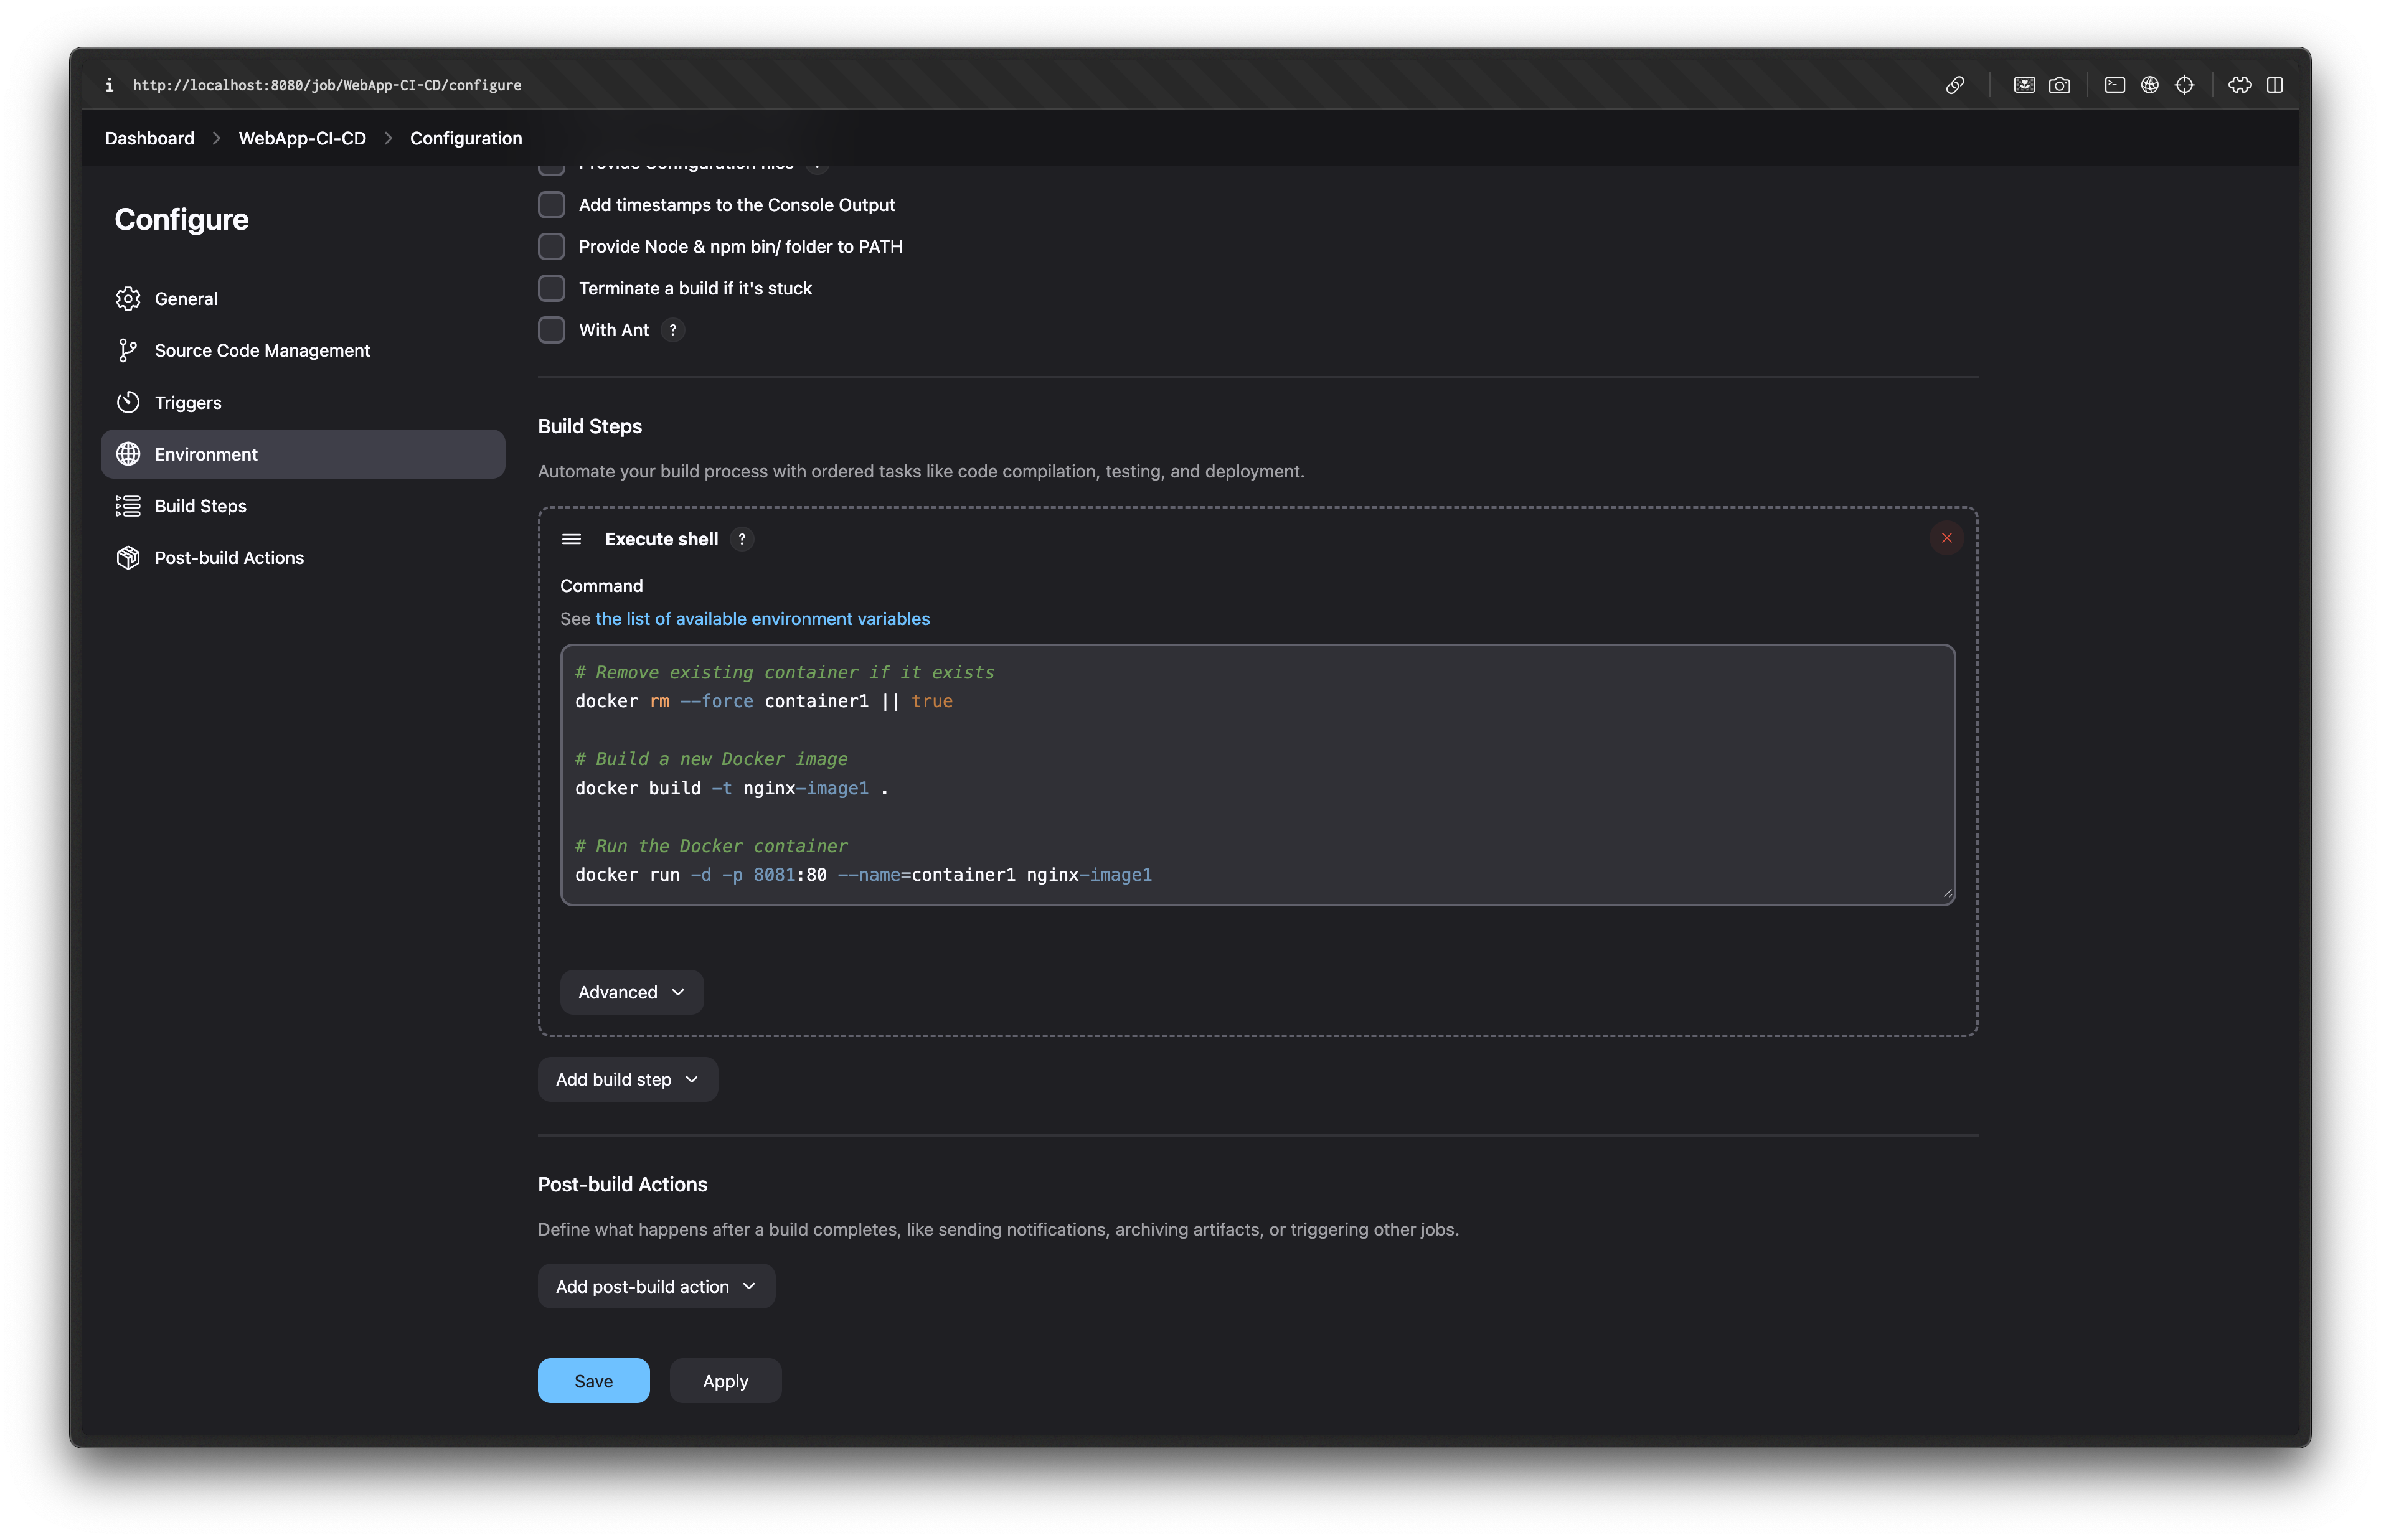 http://localhost:8080/job/WebApp-CI-CD/configure
Dashboard > WebApp-CI-CD > Configuration
Configure
General
Source Code Management
Triggers
Environment
Build Steps
Post-build Actions
Provide Configuration files ?
Add timestamps to the Console Output
Provide Node & npm bin/ folder to PATH
Terminate a build if it's stuck
With Ant ?
Build Steps
Automate your build process with ordered tasks like code compilation, testing, and deployment.
Execute shell ?
Command
See the list of available environment variables
# Remove existing container if it exists
docker rm --force container1 || true
# Build a new Docker image
docker build -t nginx-image1 .
# Run the Docker container
docker run -d -p 8081:80 --name=container1 nginx-image1
Advanced
Add build step
Post-build Actions
Define what happens after a build completes, like sending notifications, archiving artifacts, or triggering other jobs.
Add post-build action
Save
Apply